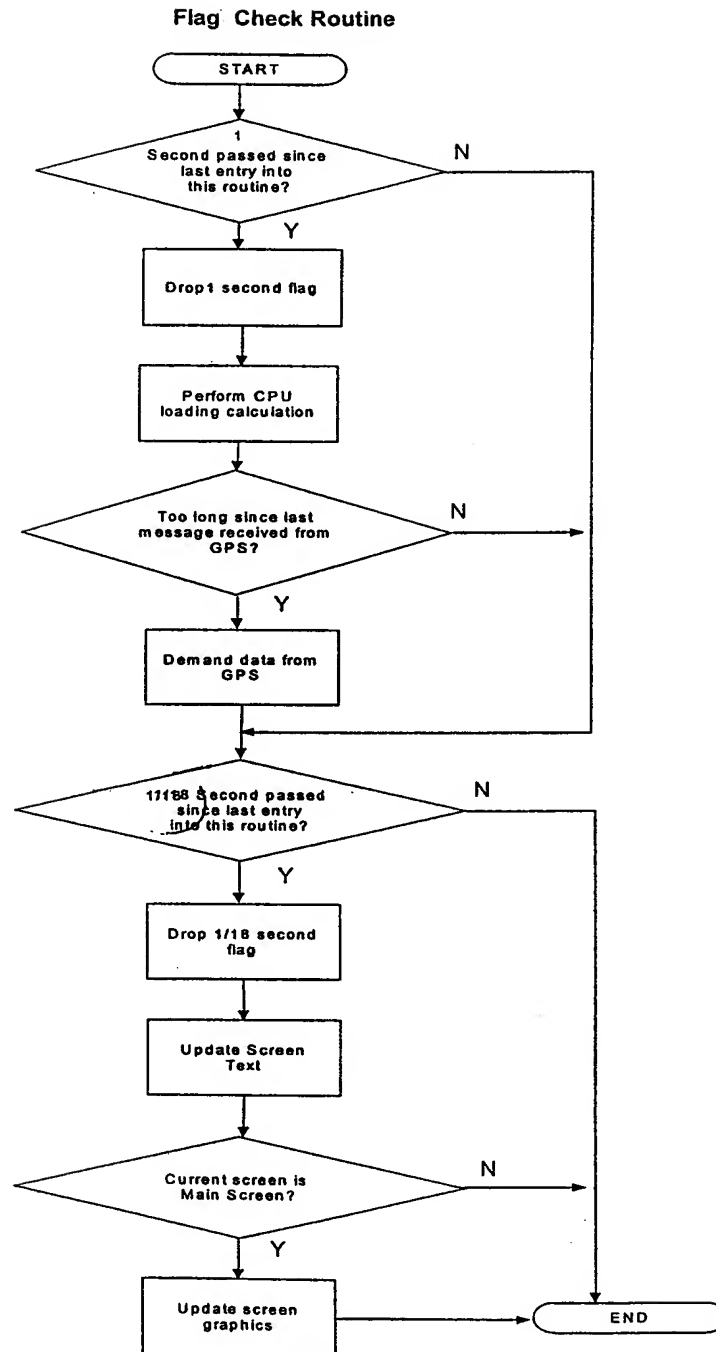 Flag Check Routine
START
1
Second passed since
last entry into
this routine?
N
Y
Drop1 second flag
Perform CPU
loading calculation
Too long since last
message received from
GPS?
N
Y
Demand data from
GPS
Second passed
since last entry
into this routine?
N
Y
Drop 1/18 second
flag
Update Screen
Text
Current screen is
Main Screen?
N
Y
Update screen
graphics
END